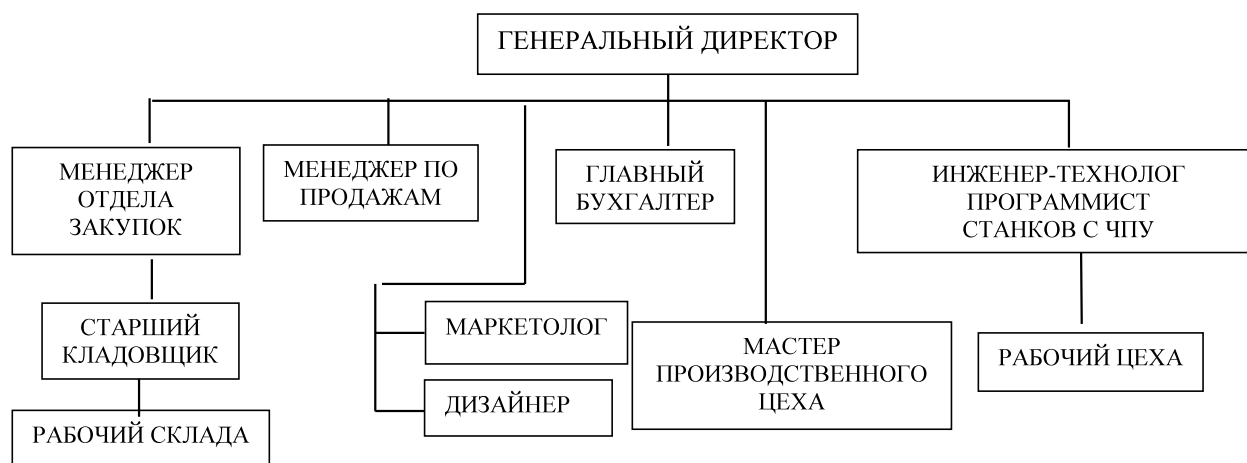 ГЕНЕРАЛЬНЫЙ ДИРЕКТОР
МЕНЕДЖЕР
ОТДЕЛА
ЗАКУПОК
МЕНЕДЖЕР ПО
ПРОДАЖАМ
ГЛАВНЫЙ
БУХГАЛТЕР
ИНЖЕНЕР-ТЕХНОЛОГ
ПРОГРАММИСТ
СТАНКОВ С ЧПУ
СТАРШИЙ
КЛАДОВЩИК
МАРКЕТОЛОГ
МАСТЕР
ПРОИЗВОДСТВЕННОГО
ЦЕХА
РАБОЧИЙ ЦЕХА
ДИЗАЙНЕР
РАБОЧИЙ СКЛАДА